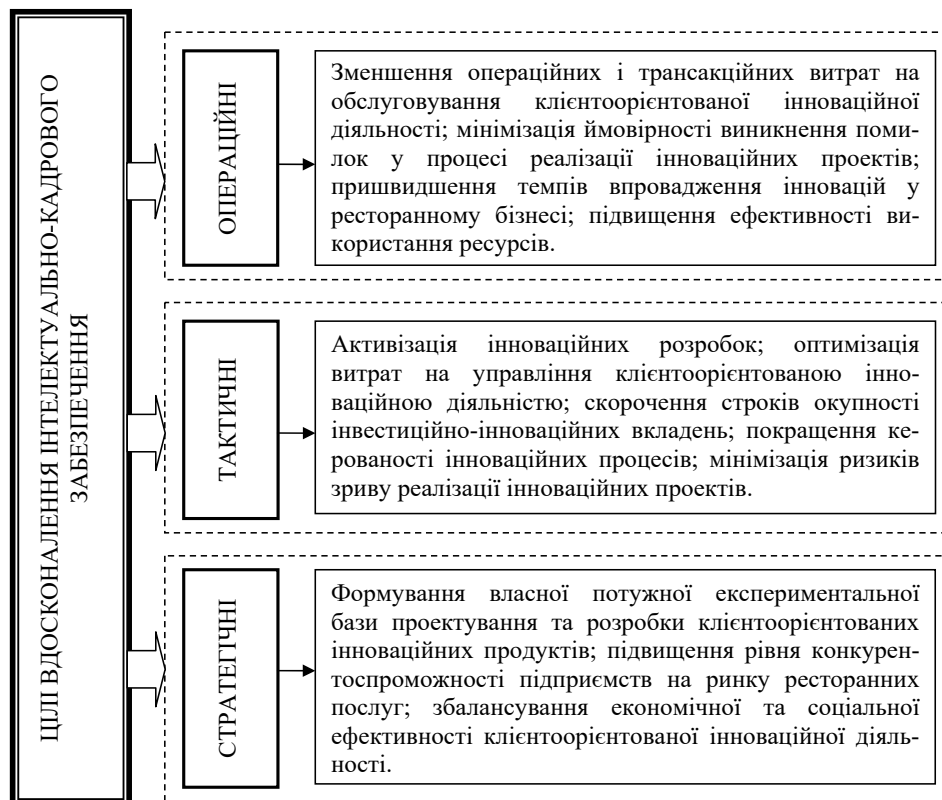 ЦІЛІ ВДОСКОНАЛЕННЯ ІНТЕЛЕКТУАЛЬНО-КАДРОВОГО
ЗАБЕЗПЕЧЕННЯ
ОПЕРАЦІЙНІ
Зменшення операційних і трансакційних витрат на
обслуговування клієнтоорієнтованої інноваційної
діяльності; мінімізація ймовірності виникнення поми-
лок у процесі реалізації інноваційних проектів;
пришвидшення темпів впровадження інновацій у
ресторанному бізнесі; підвищення ефективності ви-
користання ресурсів.
ТАКТИЧНІ
Активізація інноваційних розробок; оптимізація
витрат на управління клієнтоорієнтованою інно-
ваційною діяльністю; скорочення строків окупності
інвестиційно-інноваційних вкладень; покращення ке-
рованості інноваційних процесів; мінімізація ризиків
зриву реалізації інноваційних проектів.
СТРАТЕГІЧНІ
Формування власної потужної експериментальної
бази проектування та розробки клієнтоорієнтованих
інноваційних продуктів; підвищення рівня конкурен-
тоспроможності підприємств на ринку ресторанних
послуг; збалансування економічної та соціальної
ефективності клієнтоорієнтованої інноваційної діяль-
ності.